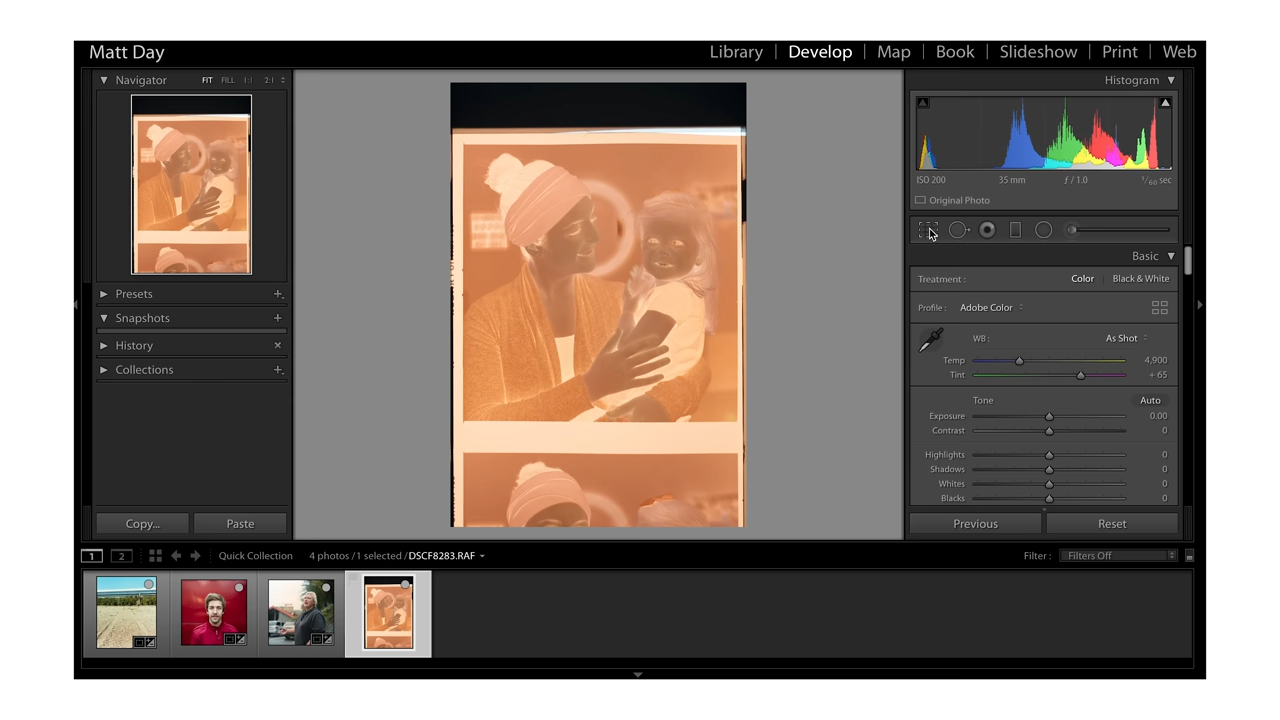 Matt Day
Library | Develop | Map | Book | Slideshow | Print | Web
Navigator FIT FILL 1:1 2:1
Histogram
ISO 200 35 mm ƒ / 1.0 1/60 sec
Original Photo
Basic
Treatment : Color Black & White
Presets
Profile : Adobe Color
Snapshots
WB : As Shot
History
Temp 4,900
Collections
Tint + 65
Tone Auto
Exposure 0.00
Contrast 0
Highlights 0
Shadows 0
Whites 0
Blacks 0
Copy... Paste
Previous Reset
1 2 Quick Collection 4 photos / 1 selected / DSCF8283.RAF
Filter : Filters Off